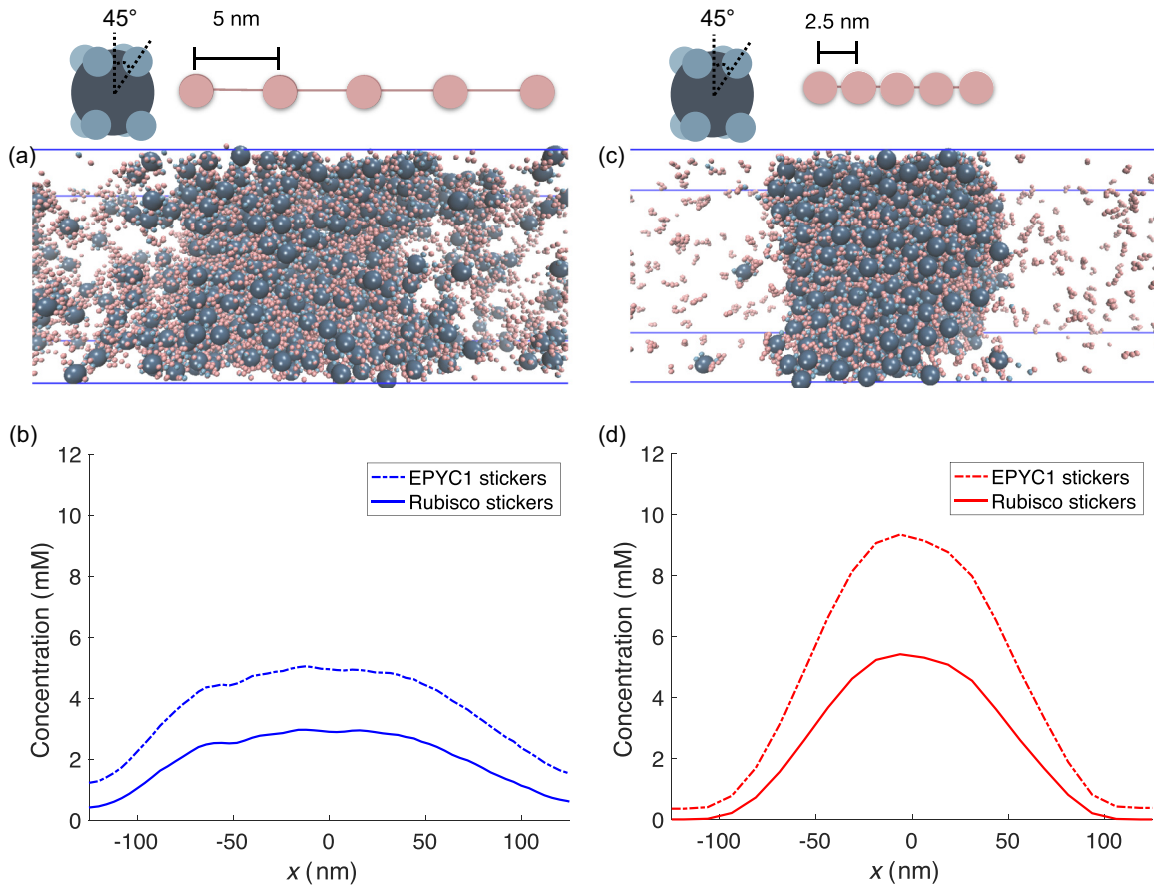 45°
5 nm
45°
2.5 nm
(a)
(c)
(b)
12
10
8
6
4
2
0
Concentration (mM)
EPYC1 stickers
Rubisco stickers
-100
-50
0
50
100
x (nm)
(d)
12
10
8
6
4
2
0
Concentration (mM)
EPYC1 stickers
Rubisco stickers
-100
-50
0
50
100
x (nm)